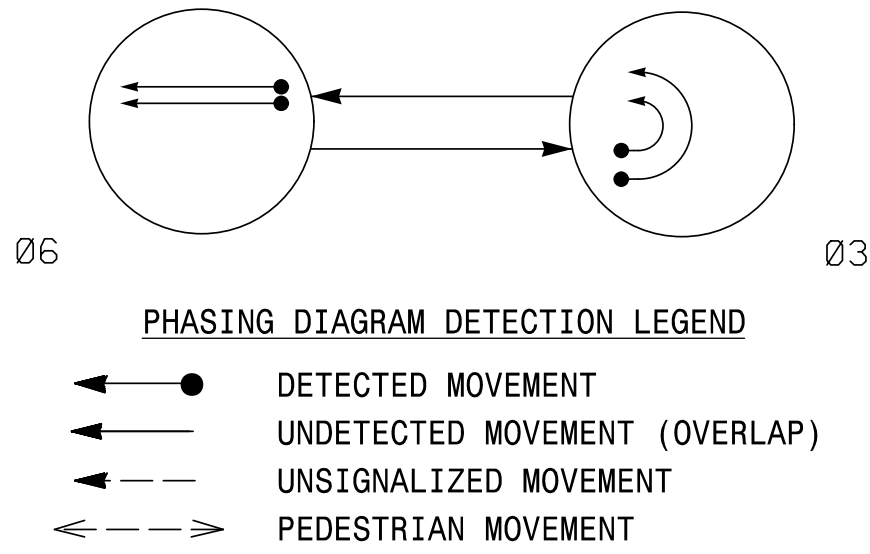 Ø6
Ø3
PHASING DIAGRAM DETECTION LEGEND
DETECTED MOVEMENT
UNDETECTED MOVEMENT (OVERLAP)
UNSIGNALIZED MOVEMENT
PEDESTRIAN MOVEMENT